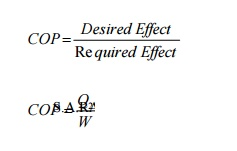 COP = Desired Effect / Required Effect
COP = Q / W